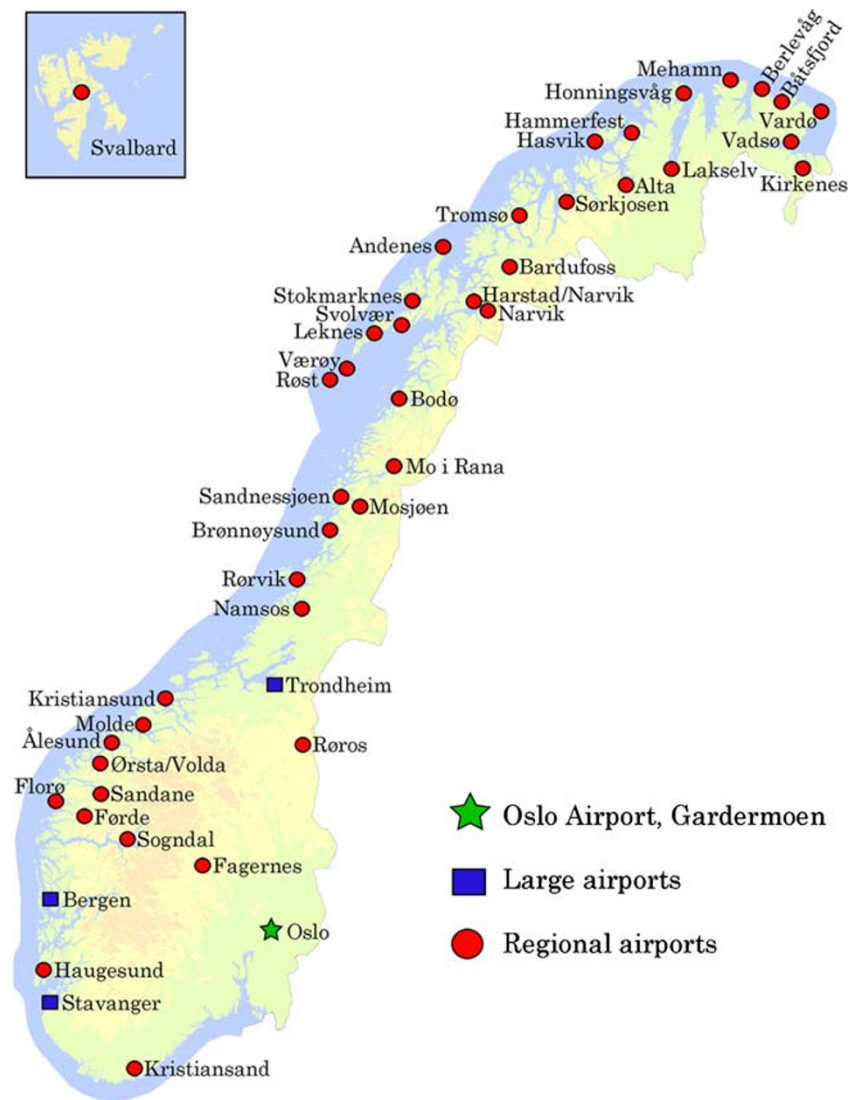 Svalbard
Berlevåg
Båtsfjord
Mehamn
Honningsvåg
Vardø
Hammerfest
Hasvik
Vadsø
Lakselv
Kirkenes
Alta
Sørkjosen
Tromsø
Andenes
Bardufoss
Stokmarknes
Harstad/Narvik
Svolvær
Narvik
Leknes
Værøy
Røst
Bodø
Mo i Rana
Sandnessjøen
Mosjøen
Brønnøysund
Rørvik
Namsos
Trondheim
Kristiansund
Molde
Ålesund
Røros
Ørsta/Volda
Florø
Sandane
Førde
Sogndal
Fagernes
Bergen
Oslo
Haugesund
Stavanger
Kristiansand
Oslo Airport, Gardermoen
Large airports
Regional airports